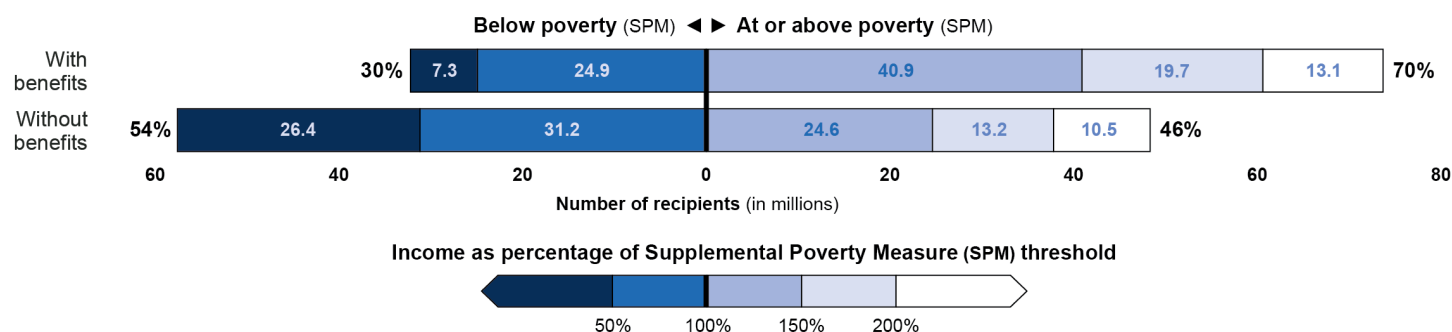 Below poverty (SPM) ◄ ► At or above poverty (SPM)
With benefits
30% 7.3 24.9 40.9 19.7 13.1 70%
Without benefits
54% 26.4 31.2 24.6 13.2 10.5 46%
60 40 20 0 20 40 60 80
Number of recipients (in millions)
Income as percentage of Supplemental Poverty Measure (SPM) threshold
50% 100% 150% 200%